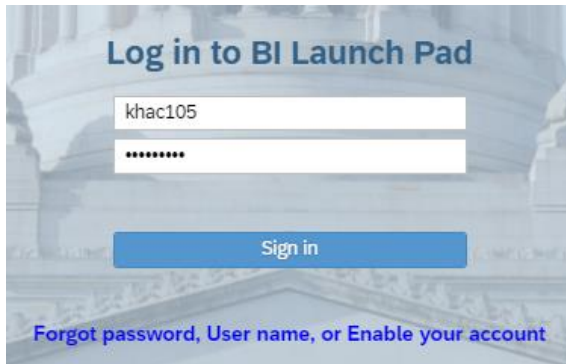 Log in to BI Launch Pad
khac105
•••••••••
Sign in
Forgot password, User name, or Enable your account